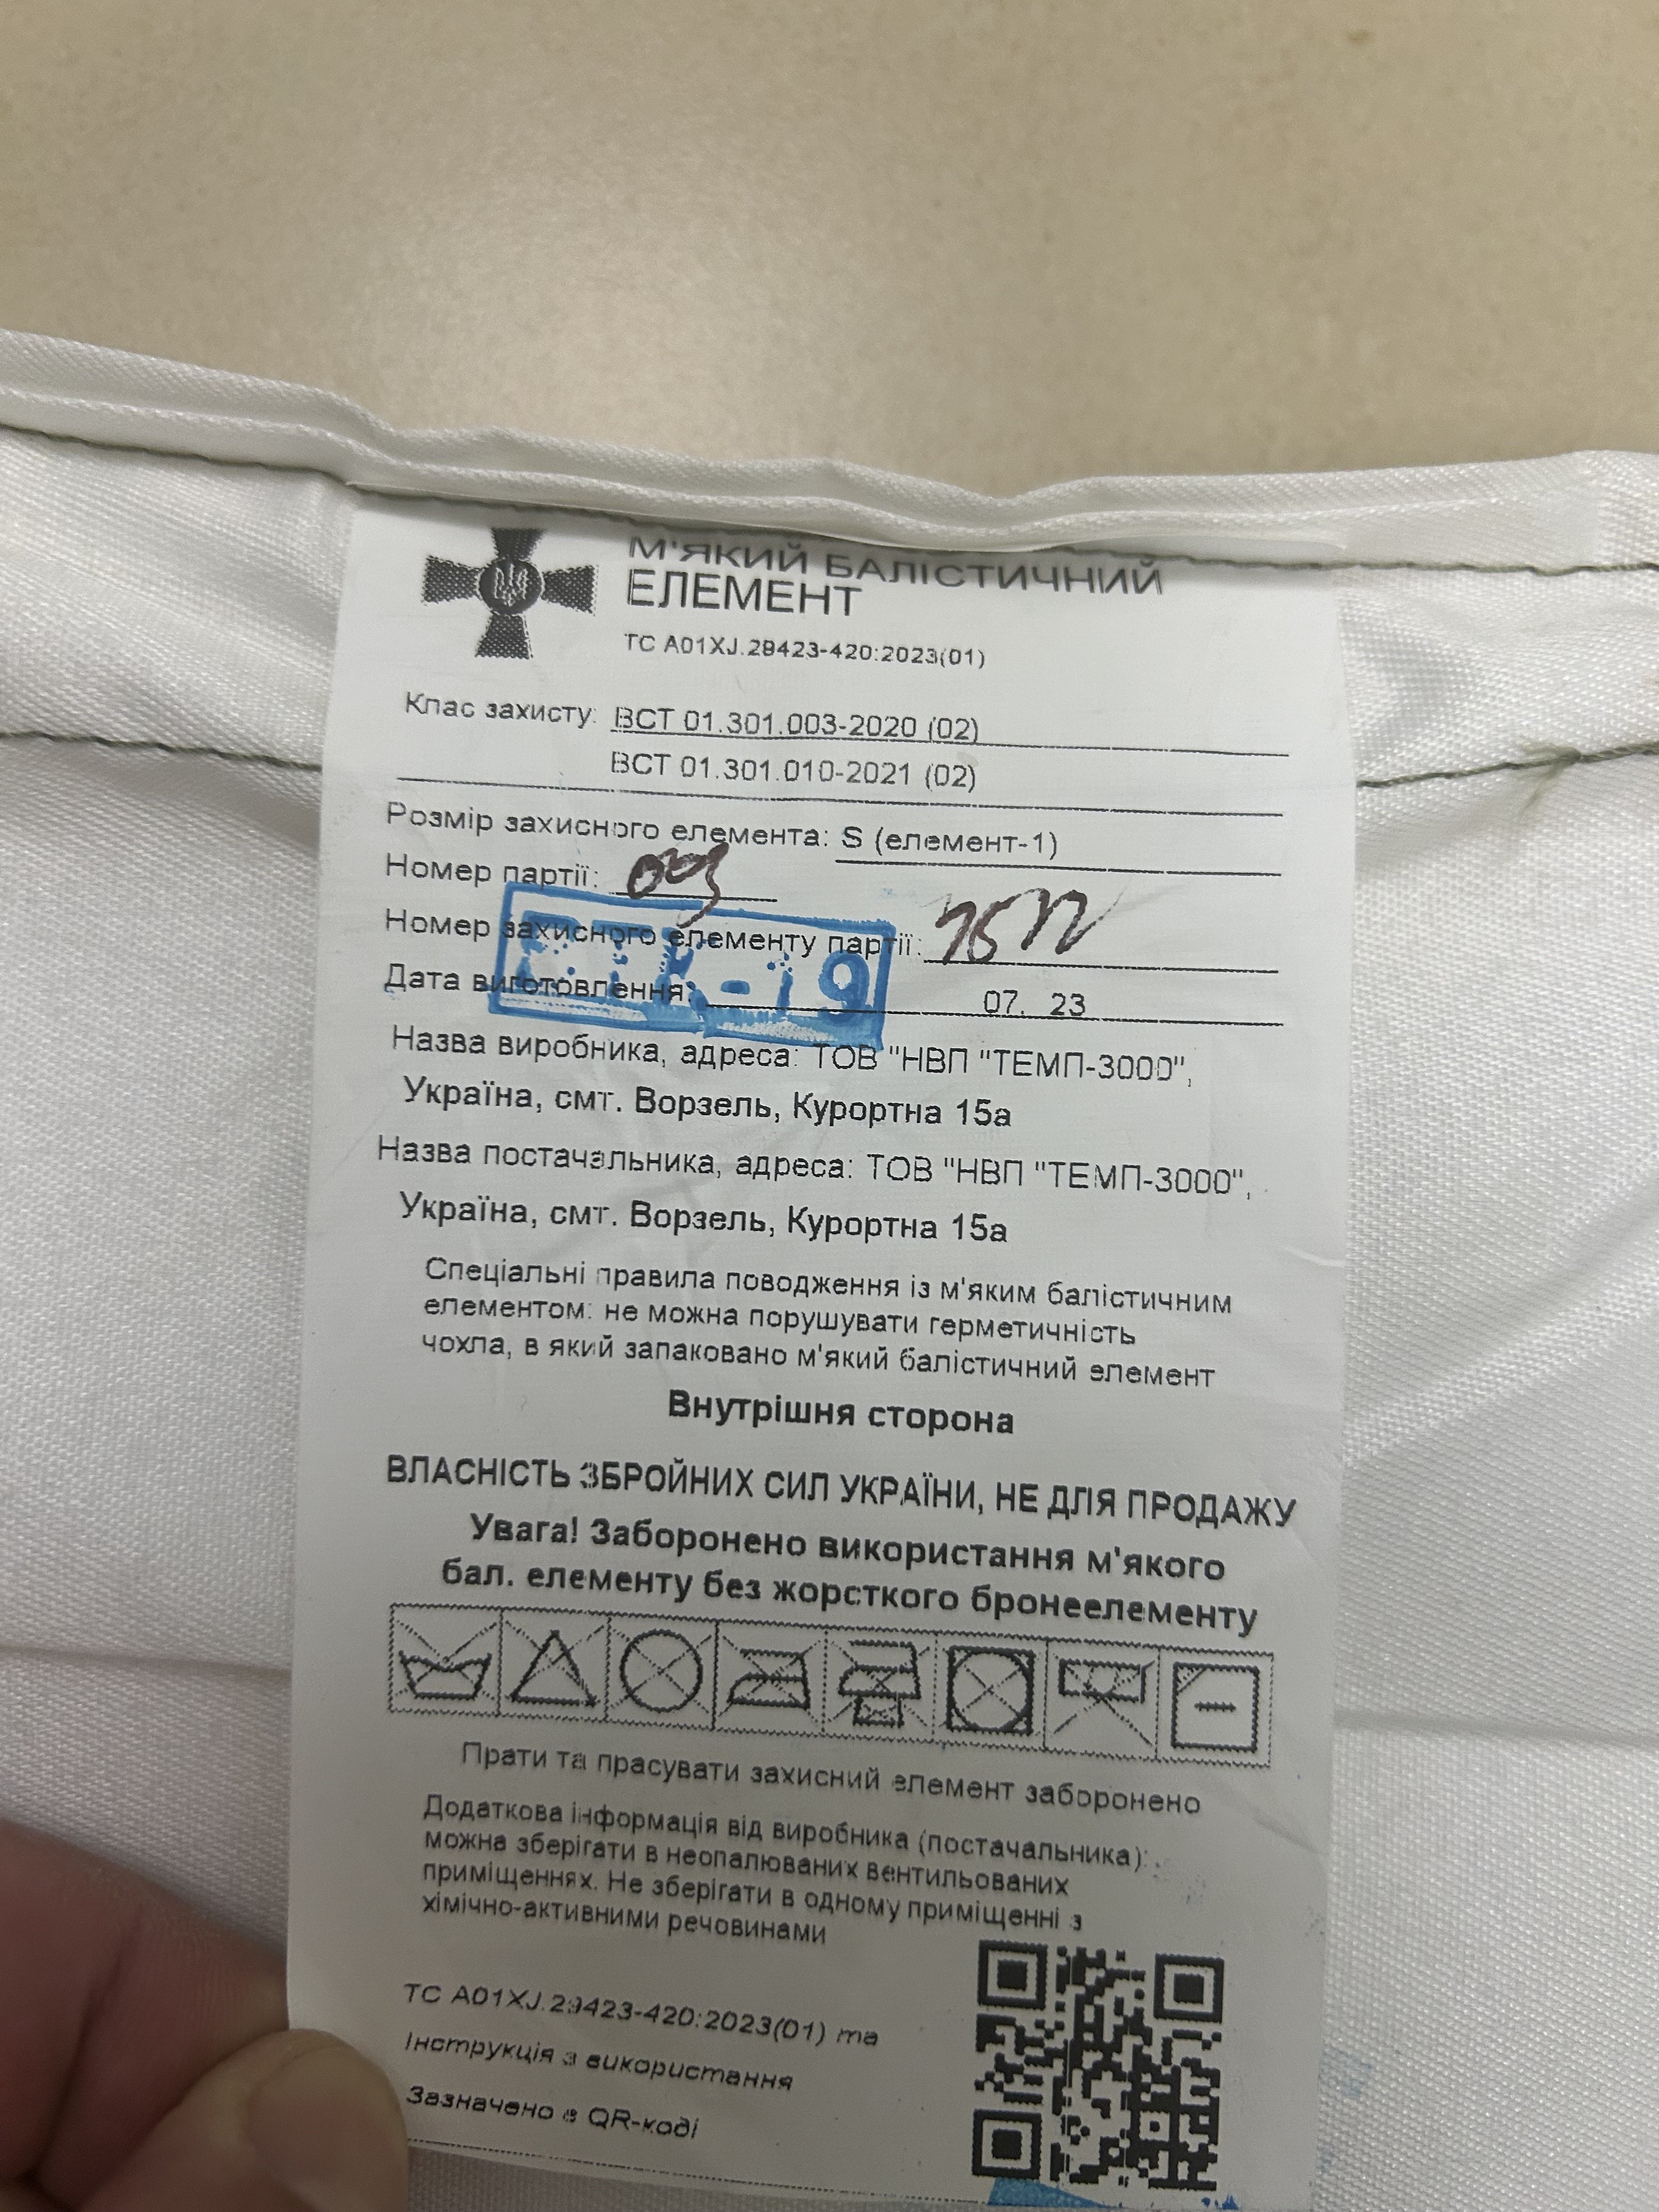 М'ЯКИЙ БАЛІСТИЧНИЙ
ЕЛЕМЕНТ
ТС А01XJ.29423-420:2023(01)
Клас захисту: ВСТ 01.301.003-2020 (02)
ВСТ 01.301.010-2021 (02)
Розмір захисного елемента: S (елемент-1)
Номер партії: 009
Номер захисного елементу партії:
Дата виготовлення: 07. 23
Назва виробника, адреса: ТОВ "НВП "ТЕМП-3000",
Україна, смт. Ворзель, Курортна 15а
Назва постачальника, адреса: ТОВ "НВП "ТЕМП-3000",
Україна, смт. Ворзель, Курортна 15а
Спеціальні правила поводження із м'яким балістичним
елементом: не можна порушувати герметичність
чохла, в який запаковано м'який балістичний елемент
Внутрішня сторона
ВЛАСНІСТЬ ЗБРОЙНИХ СИЛ УКРАЇНИ, НЕ ДЛЯ ПРОДАЖУ
Увага! Заборонено використання м'якого
бал. елементу без жорсткого бронеелементу
Прати та прасувати захисний елемент заборонено
Додаткова інформація від виробника (постачальника):
можна зберігати в неопалюваних вентильованих
приміщеннях. Не зберігати в одному приміщенні з
хімічно-активними речовинами
ТС А01XJ.29423-420:2023(01) та
Інструкція з використання
Зазначено в QR-коді